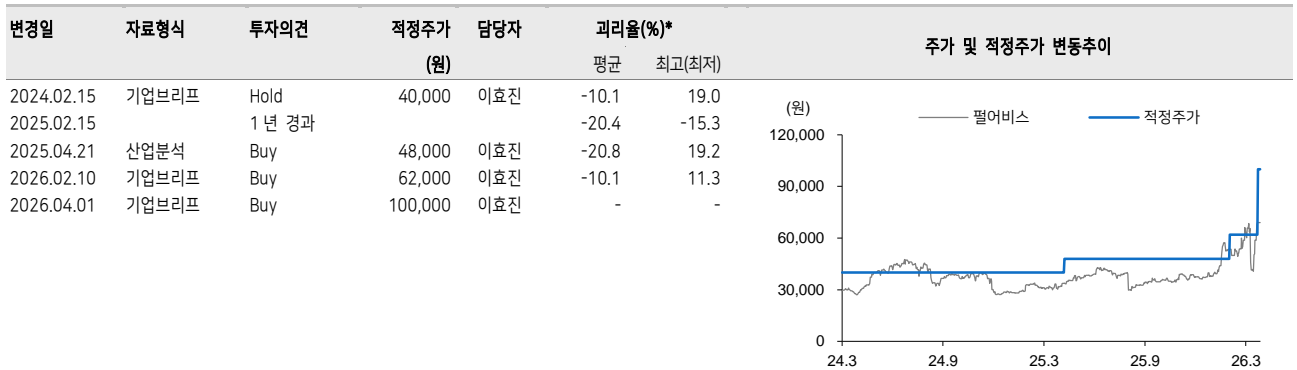 변경일 자료형식 투자의견 적정주가 담당자 괴리율(%)* 주가 및 적정주가 변동추이
(원) 평균 최고(최저)
2024.02.15 기업브리프 Hold 40,000 이효진 -10.1 19.0
2025.02.15 1년 경과 -20.4 -15.3
2025.04.21 산업분석 Buy 48,000 이효진 -20.8 19.2
2026.02.10 기업브리프 Buy 62,000 이효진 -10.1 11.3
2026.04.01 기업브리프 Buy 100,000 이효진 - -
(원) 펄어비스 적정주가
120,000
90,000
60,000
30,000
0
24.3 24.9 25.3 25.9 26.3